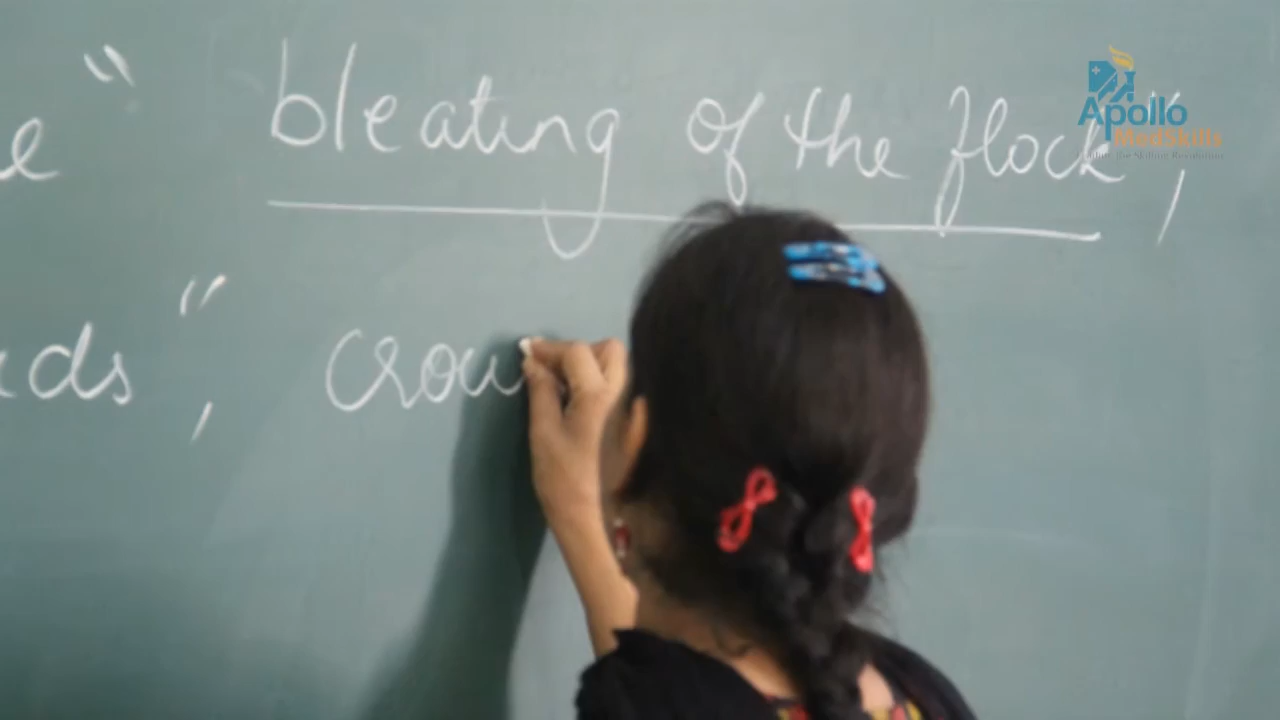 e " bleating of the flock",
ds, " crow
Apollo
MedSkills